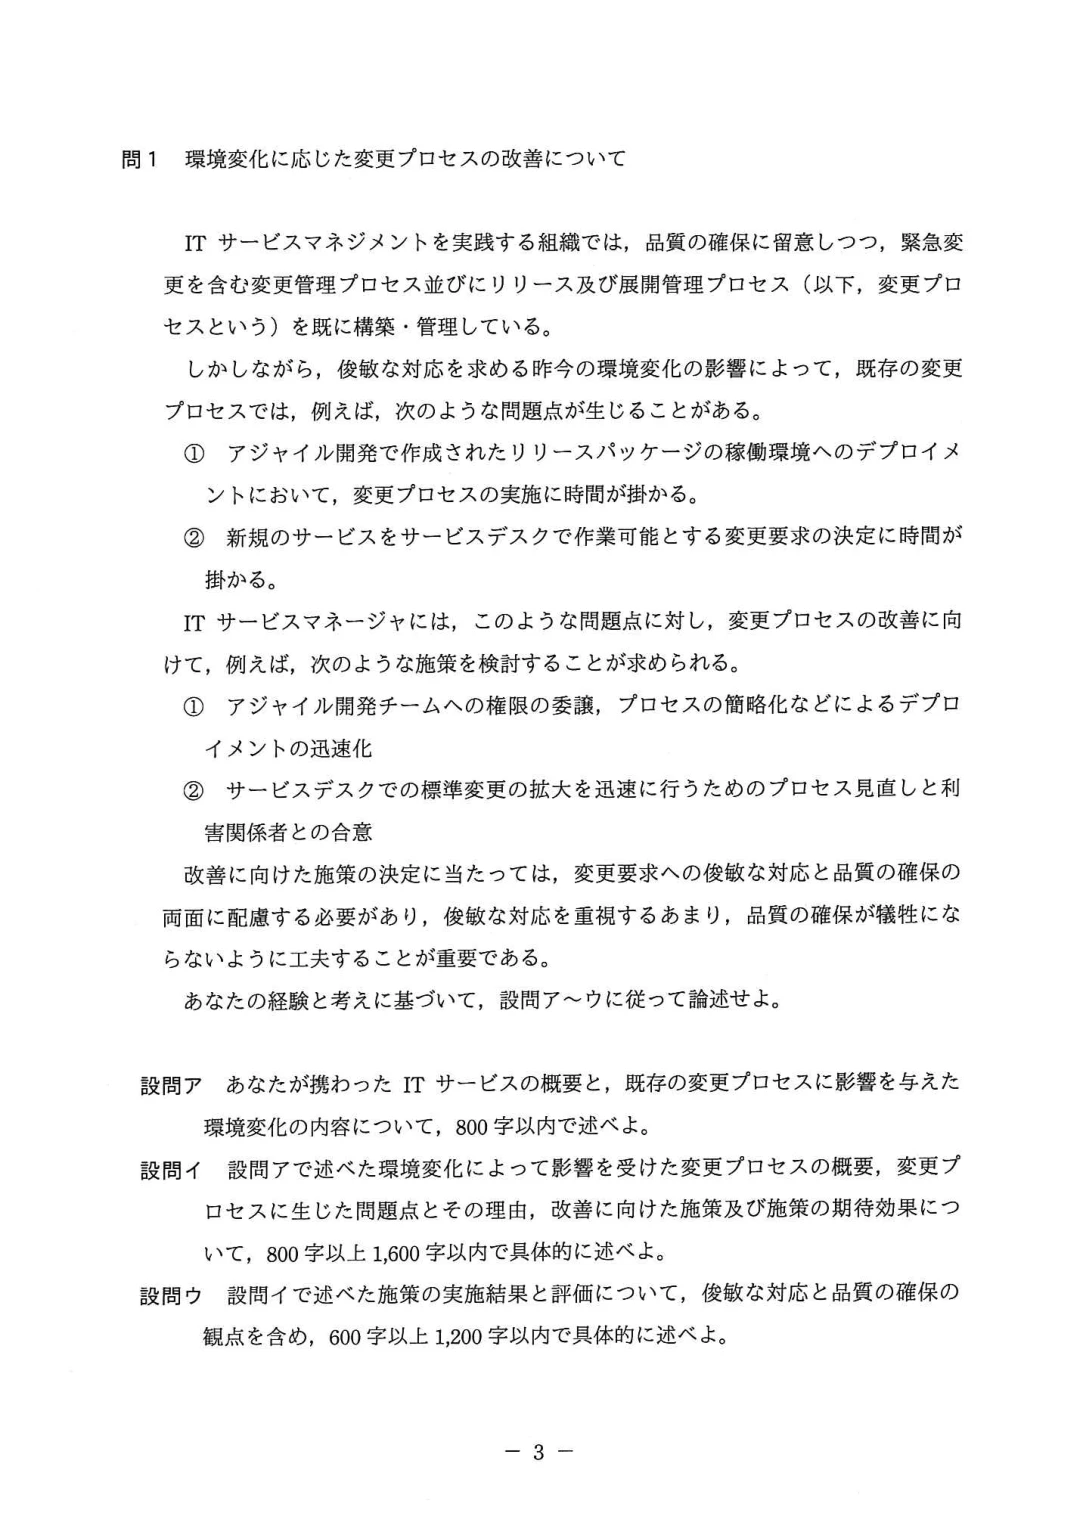 問1　環境変化に応じた変更プロセスの改善について
IT サービスマネジメントを実践する組織では，品質の確保に留意しつつ，緊急変
更を含む変更管理プロセス並びにリリース及び展開管理プロセス（以下，変更プロ
セスという）を既に構築・管理している。
しかしながら，俊敏な対応を求める昨今の環境変化の影響によって，既存の変更
プロセスでは，例えば，次のような問題点が生じることがある。
①　アジャイル開発で作成されたリリースパッケージの稼働環境へのデプロイメ
ントにおいて，変更プロセスの実施に時間が掛かる。
②　新規のサービスをサービスデスクで作業可能とする変更要求の決定に時間が
掛かる。
IT サービスマネージャには，このような問題点に対し，変更プロセスの改善に向
けて，例えば，次のような施策を検討することが求められる。
①　アジャイル開発チームへの権限の委譲，プロセスの簡略化などによるデプロ
イメントの迅速化
②　サービスデスクでの標準変更の拡大を迅速に行うためのプロセス見直しと利
害関係者との合意
改善に向けた施策の決定に当たっては，変更要求への俊敏な対応と品質の確保の
両面に配慮する必要があり，俊敏な対応を重視するあまり，品質の確保が犠牲にな
らないように工夫することが重要である。
あなたの経験と考えに基づいて，設問ア～ウに従って論述せよ。
設問ア　あなたが携わった IT サービスの概要と，既存の変更プロセスに影響を与えた
環境変化の内容について，800 字以内で述べよ。
設問イ　設問アで述べた環境変化によって影響を受けた変更プロセスの概要，変更プ
ロセスに生じた問題点とその理由，改善に向けた施策及び施策の期待効果につ
いて，800 字以上 1,600 字以内で具体的に述べよ。
設問ウ　設問イで述べた施策の実施結果と評価について，俊敏な対応と品質の確保の
観点を含め，600 字以上 1,200 字以内で具体的に述べよ。
－ 3 －